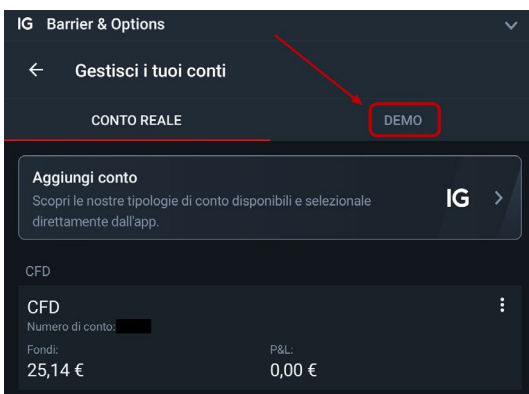 IG Barrier & Options
Gestisci i tuoi conti
CONTO REALE DEMO
Aggiungi conto
Scopri le nostre tipologie di conto disponibili e selezionale
direttamente dall'app.
IG
CFD
CFD
Numero di conto:
Fondi: P&L:
25,14 € 0,00 €